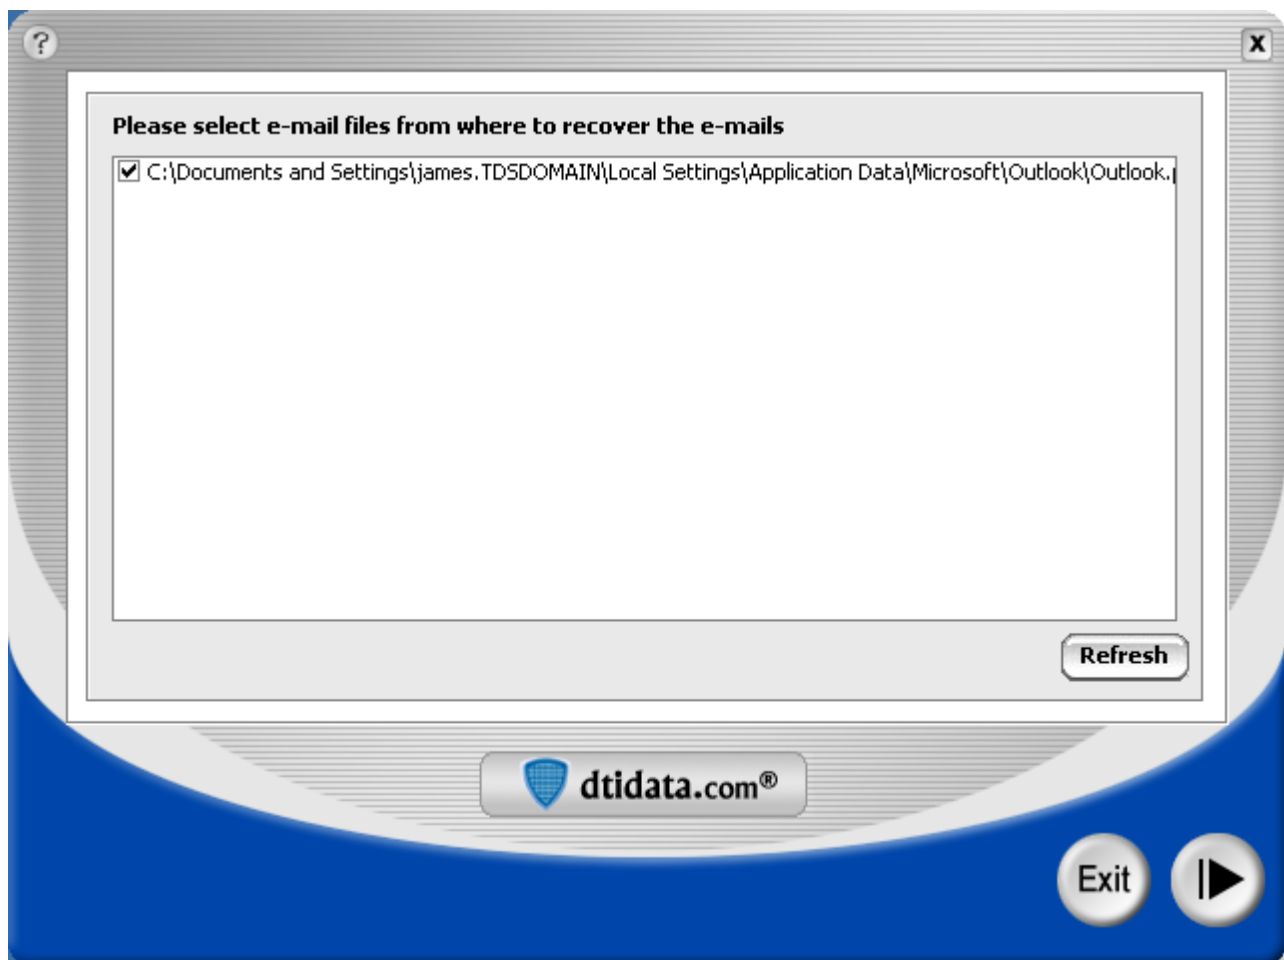 ?
X
Please select e-mail files from where to recover the e-mails
C:\Documents and Settings\james.TDSDOMAIN\Local Settings\Application Data\Microsoft\Outlook\Outlook.
Refresh
dtidata.com®
Exit